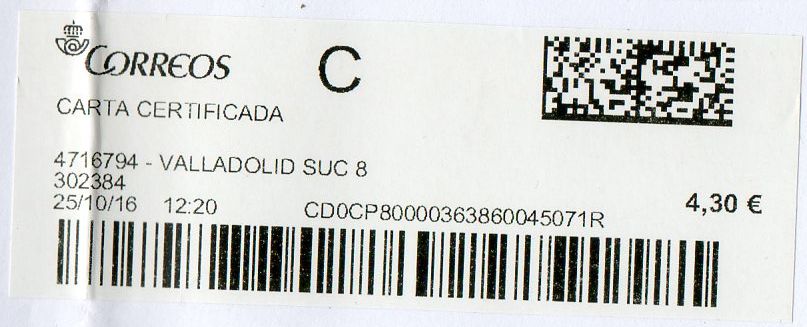 CORREOS
C
CARTA CERTIFICADA
4716794 - VALLADOLID SUC 8
302384
25/10/16 12:20 CD0CP80000363860045071R 4,30 €